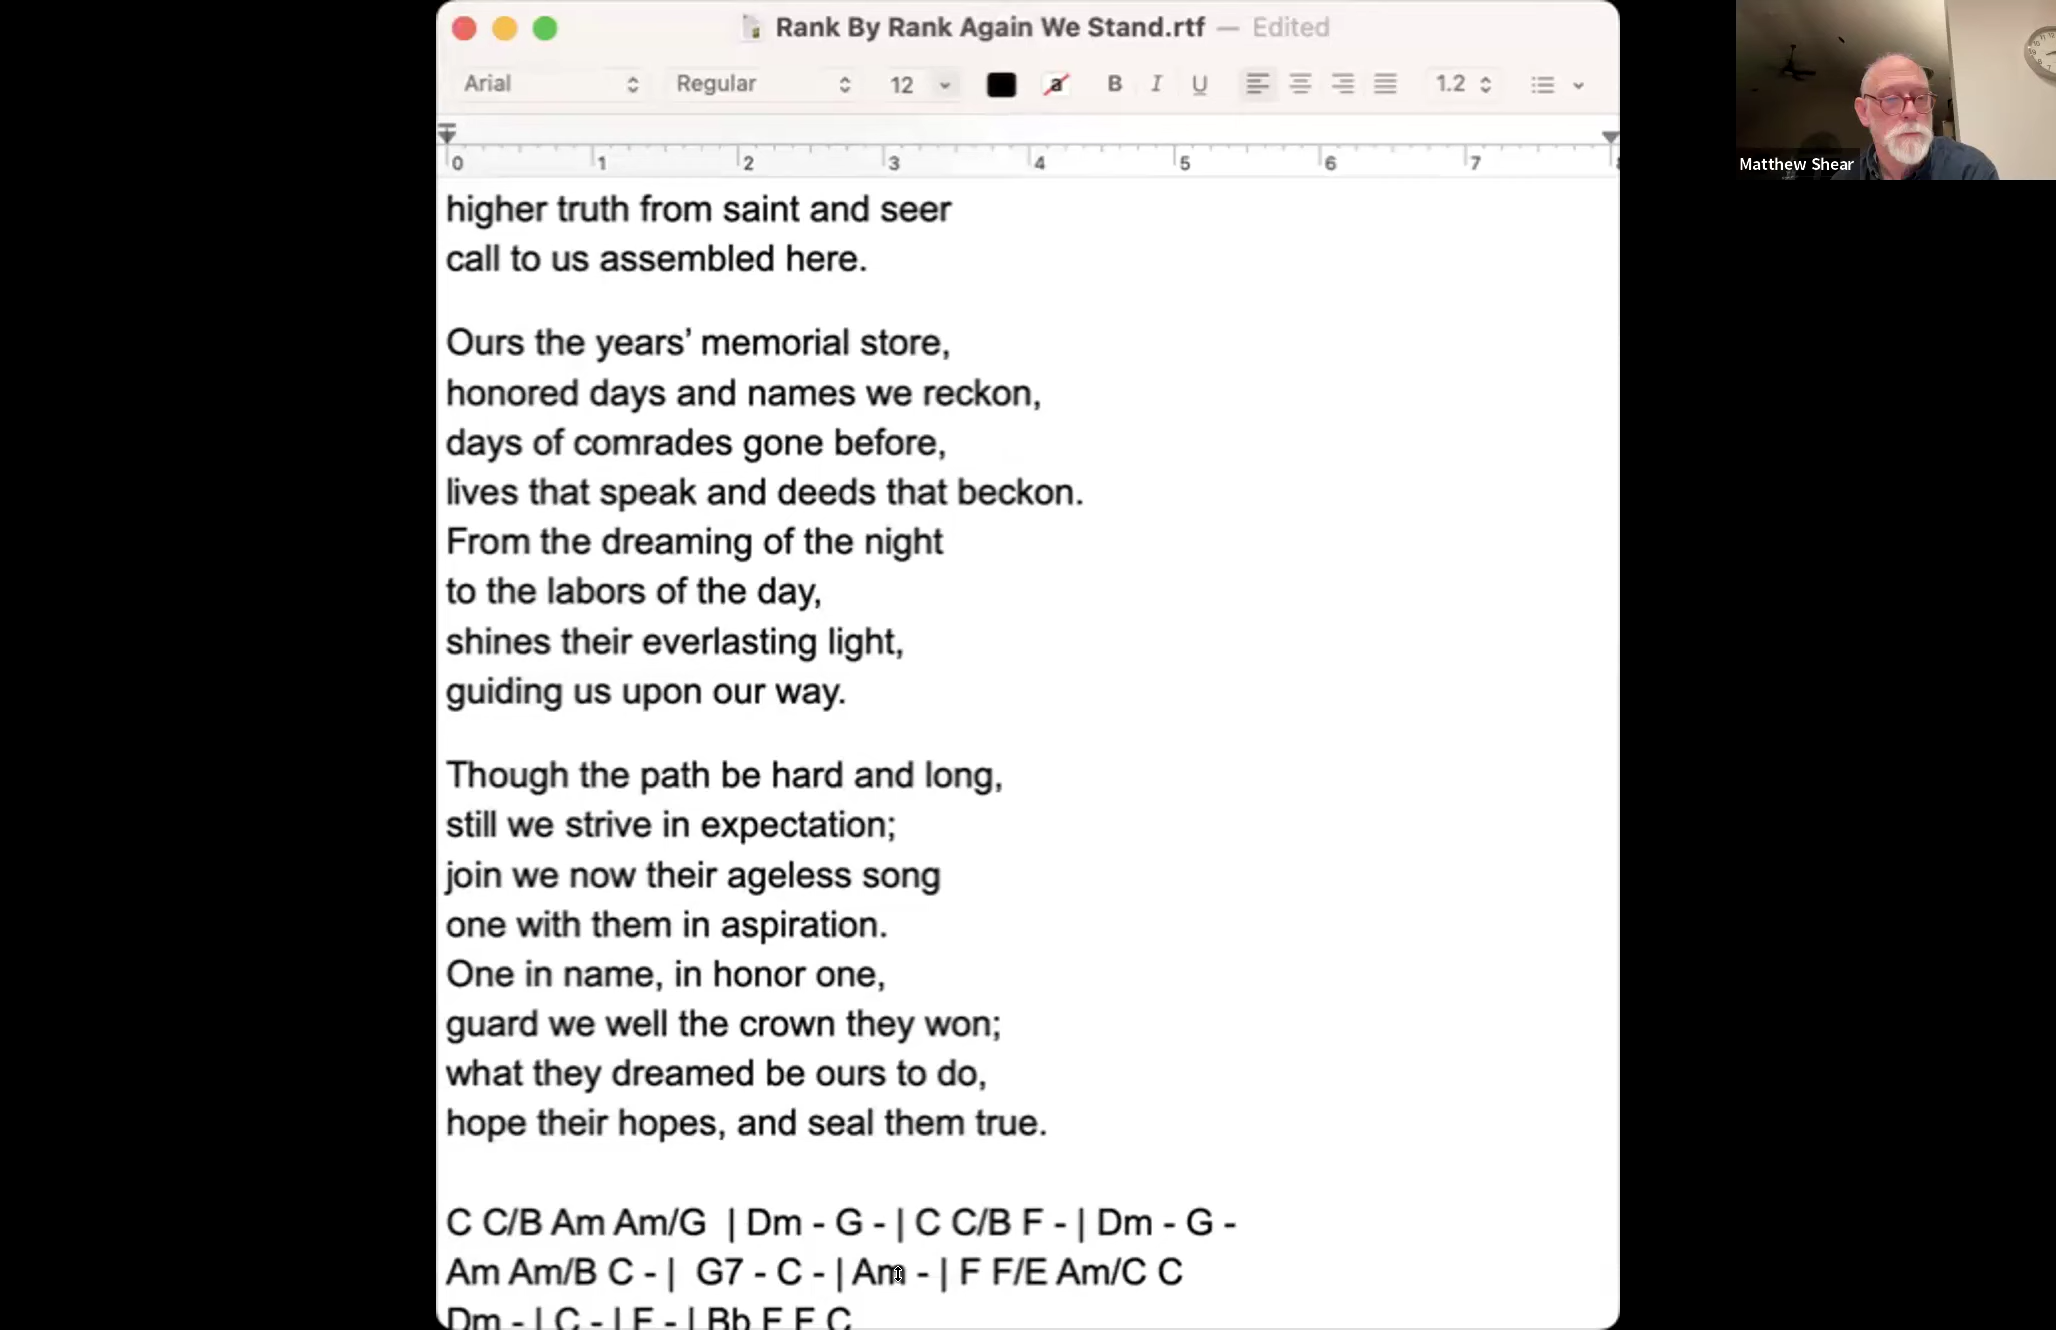 Rank By Rank Again We Stand.rtf — Edited
Arial Regular 12 a B I U 1.2
0 1 2 3 4 5 6 7
higher truth from saint and seer
call to us assembled here.
Ours the years’ memorial store,
honored days and names we reckon,
days of comrades gone before,
lives that speak and deeds that beckon.
From the dreaming of the night
to the labors of the day,
shines their everlasting light,
guiding us upon our way.
Though the path be hard and long,
still we strive in expectation;
join we now their ageless song
one with them in aspiration.
One in name, in honor one,
guard we well the crown they won;
what they dreamed be ours to do,
hope their hopes, and seal them true.
C C/B Am Am/G | Dm - G - | C C/B F - | Dm - G -
Am Am/B C - | G7 - C - | Am - | F F/E Am/C C
Dm - | C - | F - | Bb F F C
Matthew Shear